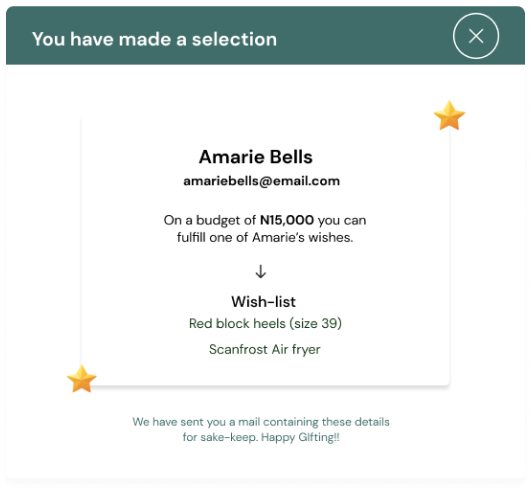 You have made a selection
Amarie Bells
amariebells@email.com
On a budget of N15,000 you can
fulfill one of Amarie's wishes.
Wish-list
Red block heels (size 39)
Scanfrost Air fryer
We have sent you a mail containing these details
for sake-keep. Happy GIfting!!